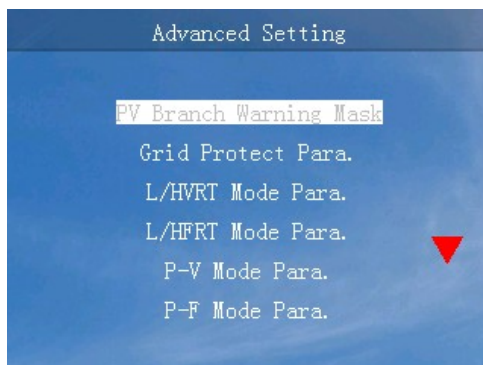 Advanced Setting
PV Branch Warning Mask
Grid Protect Para.
L/HVRT Mode Para.
L/HFRT Mode Para.
P-V Mode Para.
P-F Mode Para.